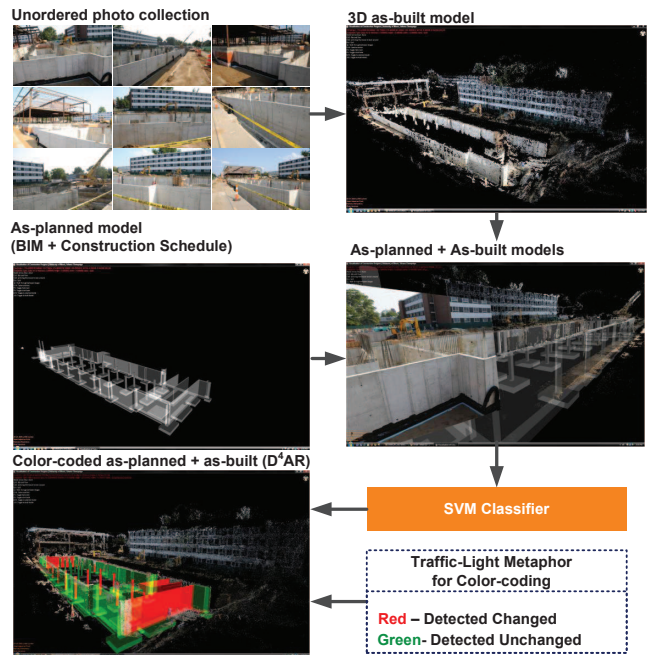 Unordered photo collection
3D as-built model
As-planned model
(BIM + Construction Schedule)
As-planned + As-built models
Color-coded as-planned + as-built (D⁴AR)
SVM Classifier
Traffic-Light Metaphor
for Color-coding
Red – Detected Changed
Green- Detected Unchanged